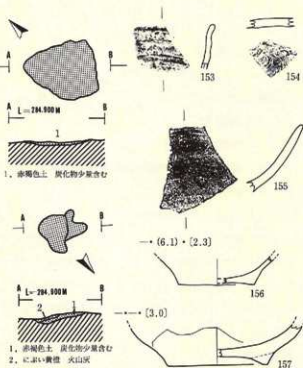 A B
L=284.900M
A B
1
1、赤褐色土 炭化物少量含む
A B
L=284.900M
A B
2 1
1、赤褐色土 炭化物少量含む
2、にぶい黄橙 火山灰
153
154
155
(6.1)・[2.3]
156
[3.0]
157